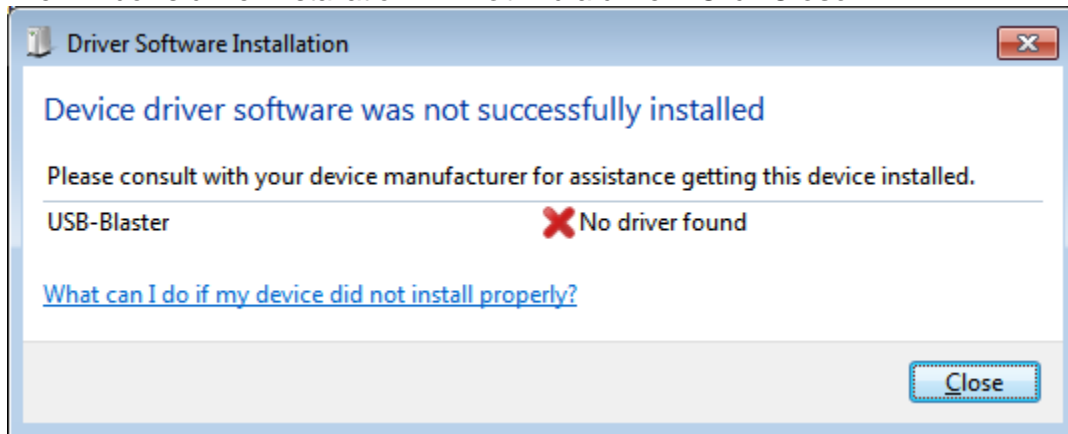 Driver Software Installation
Device driver software was not successfully installed
Please consult with your device manufacturer for assistance getting this device installed.
USB-Blaster No driver found
What can I do if my device did not install properly?
Close